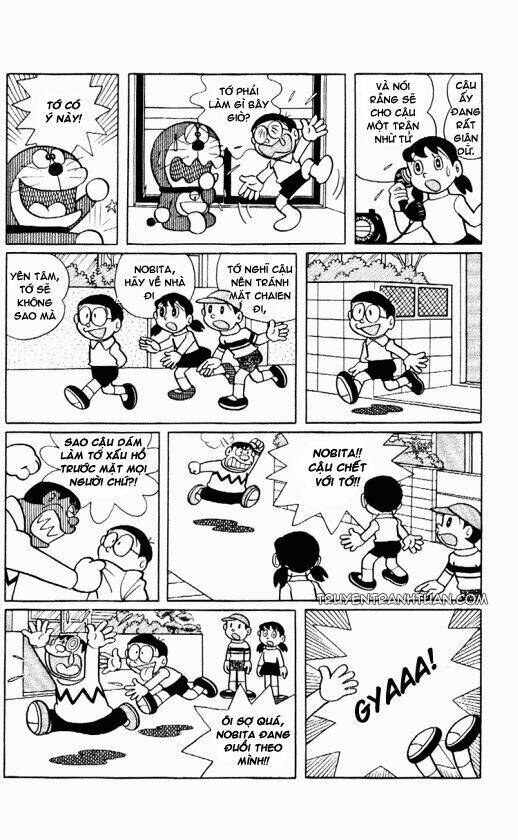 CẬU
ẤY
ĐANG
RẤT
GIẬN
DỮ.
VÀ NÓI
RẰNG SẼ
CHO CẬU
MỘT TRẬN
NHỪ TỬ
TỚ PHẢI
LÀM GÌ BÂY
GIỜ?
TỚ CÓ
Ý NÀY!
TỚ NGHĨ CẬU
NÊN TRÁNH
MẶT CHAIEN
ĐI,
NOBITA,
HÃY VỀ NHÀ
ĐI
YÊN TÂM,
TỚ SẼ
KHÔNG
SAO MÀ
NOBITA!!
CẬU CHẾT
VỚI TỚ!!
SAO CẬU DÁM
LÀM TỚ XẤU HỔ
TRƯỚC MẶT MỌI
NGƯỜI CHỨ?!
TRUYENTRANHTUAN.COM
GYAAA!
ÔI SỢ QUÁ,
NOBITA ĐANG
ĐUỔI THEO
MÌNH!!